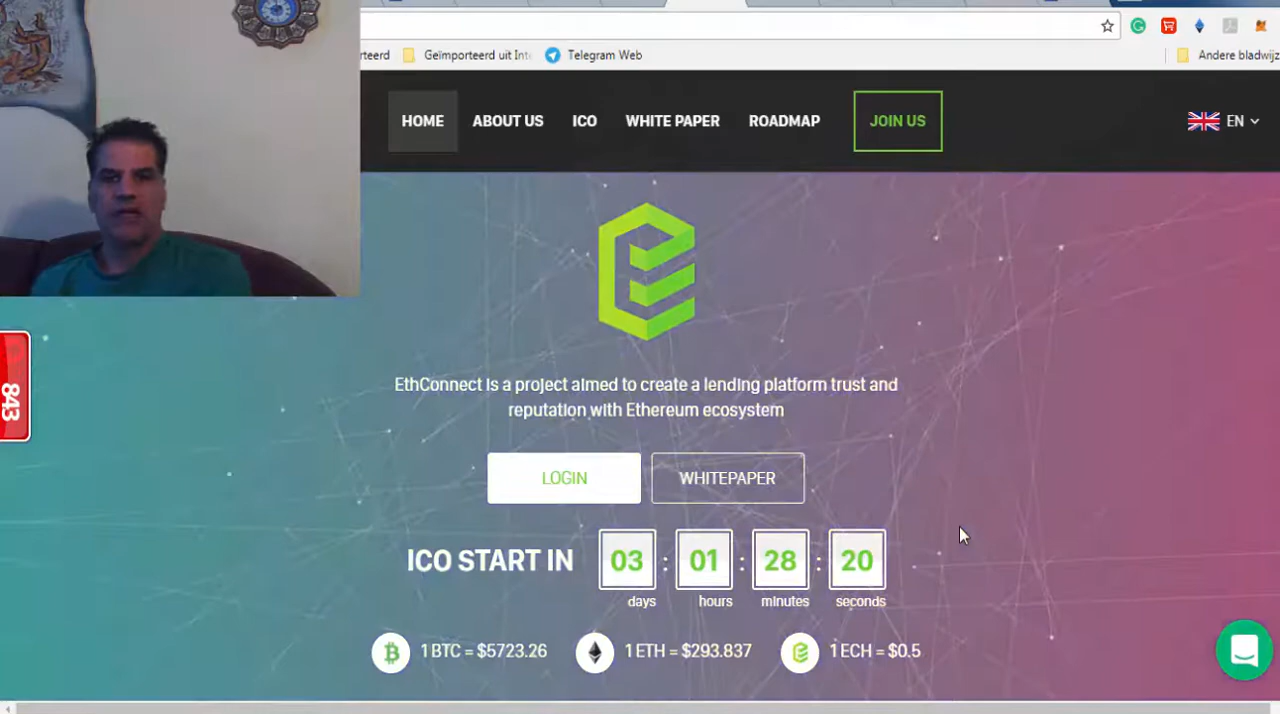 rteerd
Geïmporteerd uit Int
Telegram Web
Andere bladwijz
HOME
ABOUT US
ICO
WHITE PAPER
ROADMAP
JOIN US
EN
EthConnect is a project aimed to create a lending platform trust and
reputation with Ethereum ecosystem
LOGIN
WHITEPAPER
ICO START IN
03 : 01 : 28 : 20
days
hours
minutes
seconds
1 BTC = $5723.26
1 ETH = $293.837
1 ECH = $0.5
843